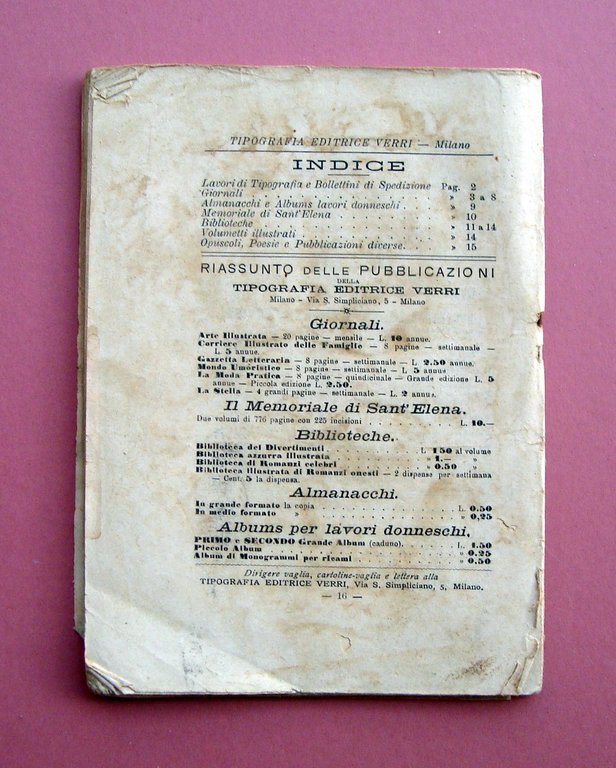 TIPOGRAFIA EDITRICE VERRI — Milano
INDICE
Lavori di Tipografia e Bollettini di Spedizione Pag. 2
Giornali . . . . . . . . . . » 3 a 8
Almanacchi e Albums lavori donneschi . . . » 9
Memoriale di Sant'Elena . . . . . . . » 10
Biblioteche . . . . . . . . . . » 11 a 14
Volumetti illustrati . . . . . . . . » 14
Opuscoli, Poesie e Pubblicazioni diverse. . . . » 15
RIASSUNTO DELLE PUBBLICAZIONI
DELLA
TIPOGRAFIA EDITRICE VERRI
Milano - Via S. Simpliciano, 5 - Milano
Giornali.
Arte Illustrata — 20 pagine — mensile — L. 10 annue.
Corriere Illustrato delle Famiglie — 8 pagine — settimanale —
L. 5 annue.
Gazzetta Letteraria — 8 pagine — settimanale — L. 2.50 annue.
Mondo Umoristico — 8 pagine — settimanale — L. 5 annue
La Moda Pratica — 8 pagine — quindicinale — Grande edizione L. 5
annue — Piccola edizione L. 2.50.
La Stella — 4 grandi pagine — settimanale — L. 2 annue.
Il Memoriale di Sant'Elena.
Due volumi di 776 pagine con 225 incisioni . . . . L. 10.—
Biblioteche.
Biblioteca dei Divertimenti . . . . . L 1 50 al volume
Biblioteca azzurra illustrata . . . . . » 1.— »
Biblioteca di Romanzi celebri . . . . . » 0.50 »
Biblioteca illustrata di Romanzi onesti — 2 dispense per settimana
— Cent. 5 la dispensa.
Almanacchi.
In grande formato la copia . . . . . . L. 0.50
In medio formato » . . . . . . » 0,25
Albums per lavori donneschi.
PRIMO e SECONDO Grande Album (caduno). . . . L. 1.50
Piccolo Album . . . . . . . . » 0.25
Album di Monogrammi per ricami . . . . . » 0.50
Dirigere vaglia, cartoline-vaglia e lettera alla
TIPOGRAFIA EDITRICE VERRI, Via S. Simpliciano, 5, Milano.
— 16 —